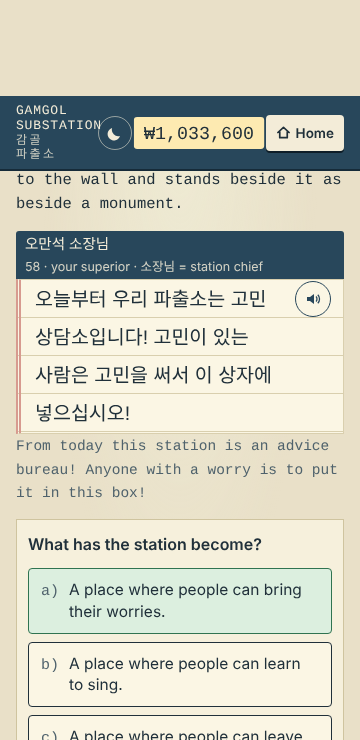 GAMGOL
SUBSTATION
감골
파출소
₩1,033,600
Home
to the wall and stands beside it as
beside a monument.
오만석 소장님
58 · your superior · 소장님 = station chief
오늘부터 우리 파출소는 고민
상담소입니다! 고민이 있는
사람은 고민을 써서 이 상자에
넣으십시오!
From today this station is an advice
bureau! Anyone with a worry is to put
it in this box!
What has the station become?
a) A place where people can bring
their worries.
b) A place where people can learn
to sing.
c) A place where people can leave